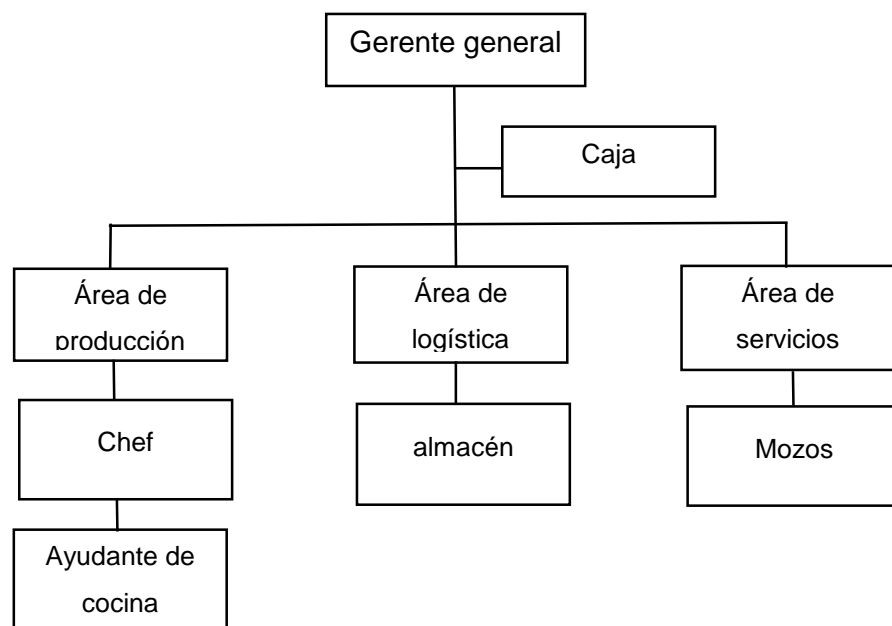 Gerente general
Caja
Área de
producción
Área de
logística
Área de
servicios
Chef
almacén
Mozos
Ayudante de
cocina